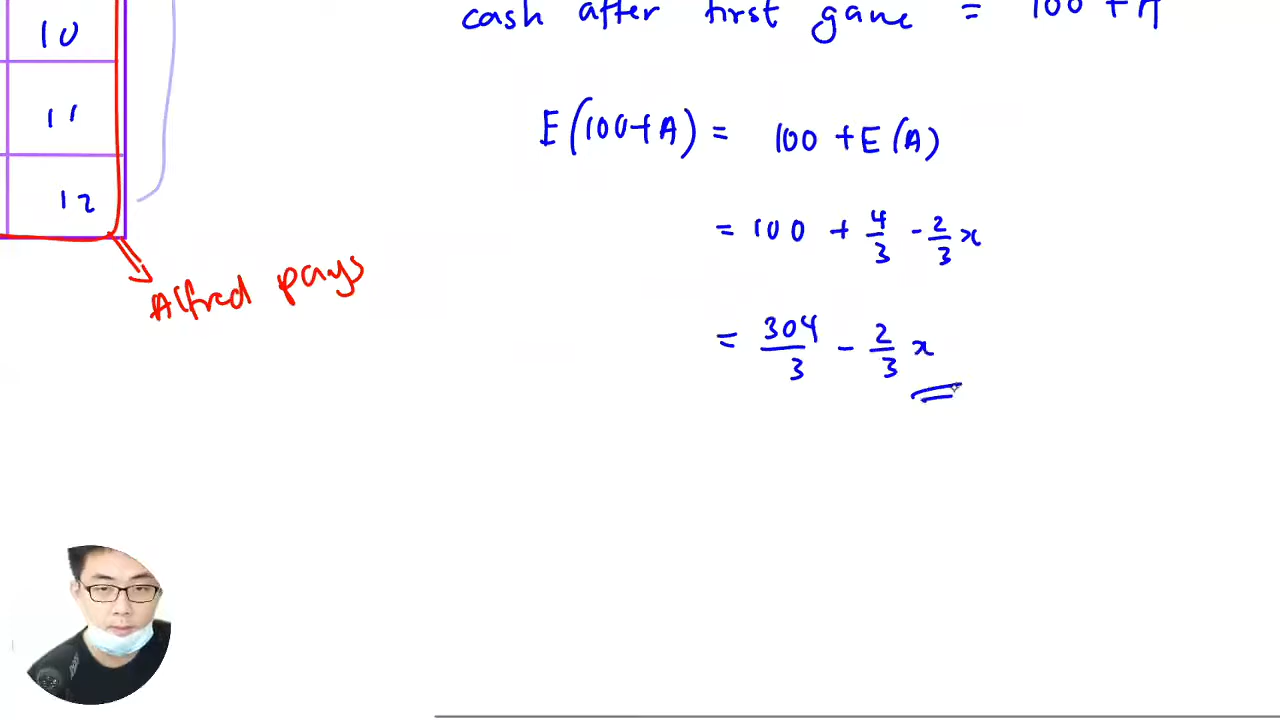 10
11
12
Alfred pays
cash after first game = 100 + A
E(100+A) = 100 + E(A)
= 100 + 4/3 - 2/3 x
= 304/3 - 2/3 x